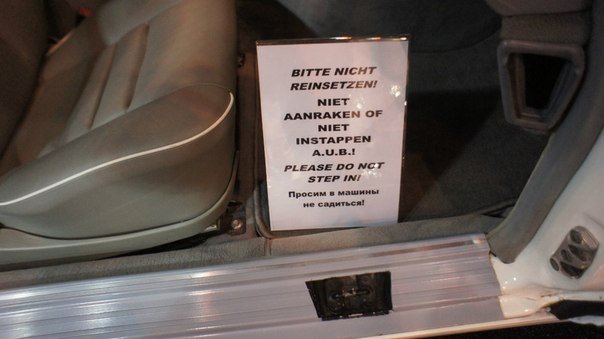 BITTE NICHT
REINSETZEN!
NIET
AANRAKEN OF
NIET
INSTAPPEN
A.U.B.!
PLEASE DO NOT
STEP IN!
Просим в машины
не садиться!